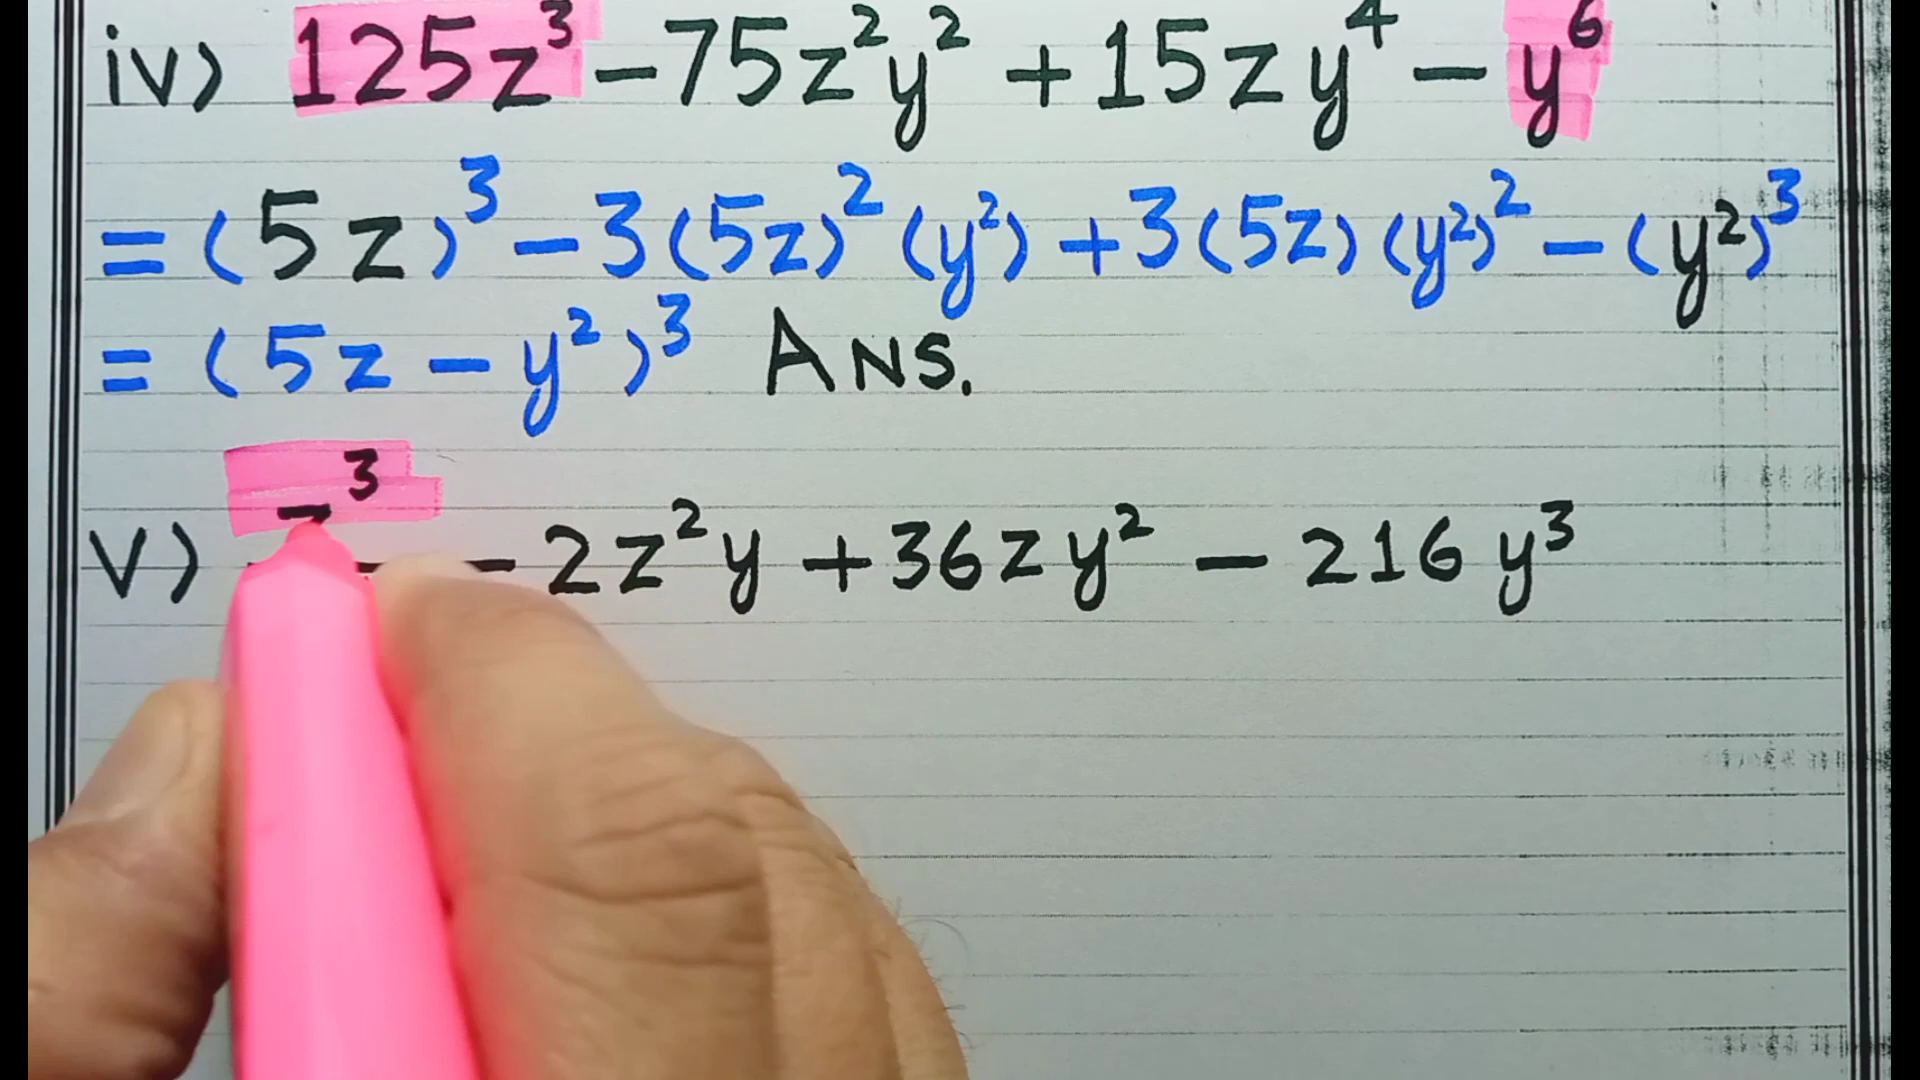 iv) 125z³ − 75z²y² + 15zy⁴ − y⁶
= (5z)³ − 3(5z)²(y²) + 3(5z)(y²)² − (y²)³
= (5z − y²)³ Ans.
v) z³ − 2z²y + 36zy² − 216y³